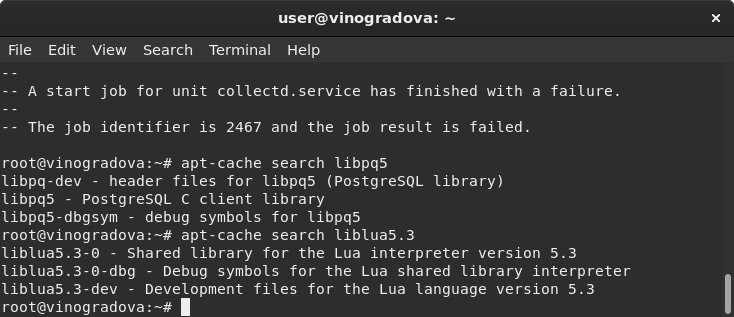 user@vinogradova: ~ ×
File Edit View Search Terminal Help
--
-- A start job for unit collectd.service has finished with a failure.
--
-- The job identifier is 2467 and the job result is failed.
root@vinogradova:~# apt-cache search libpq5
libpq-dev - header files for libpq5 (PostgreSQL library)
libpq5 - PostgreSQL C client library
libpq5-dbgsym - debug symbols for libpq5
root@vinogradova:~# apt-cache search liblua5.3
liblua5.3-0 - Shared library for the Lua interpreter version 5.3
liblua5.3-0-dbg - Debug symbols for the Lua shared library interpreter
liblua5.3-dev - Development files for the Lua language version 5.3
root@vinogradova:~#